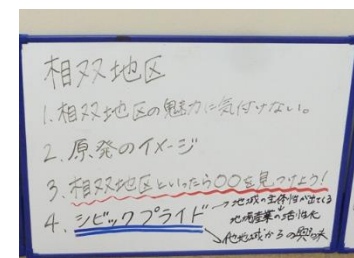 相双地区
1. 相双地区の魅力に気付けない。
2. 原発のイメージ
3. 相双地区といったら〇〇を見つけよう!
4. シビックプライド
→地域の主体性が出てくる
地場産業の活性化
→他地域からの興味